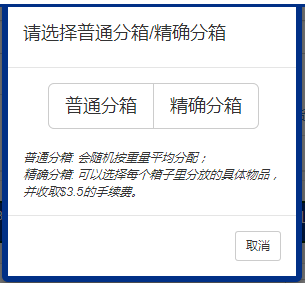 请选择普通分箱/精确分箱
普通分箱 精确分箱
普通分箱: 会随机按重量平均分配；
精确分箱: 可以选择每个箱子里分放的具体物品，
并收取$3.5的手续费。
取消